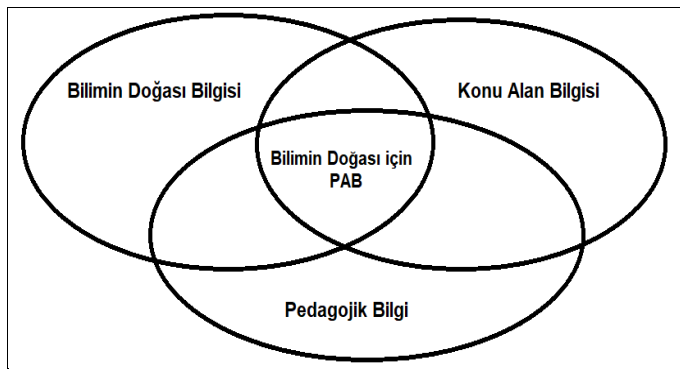 Bilimin Doğası Bilgisi
Konu Alan Bilgisi
Bilimin Doğası için
PAB
Pedagojik Bilgi